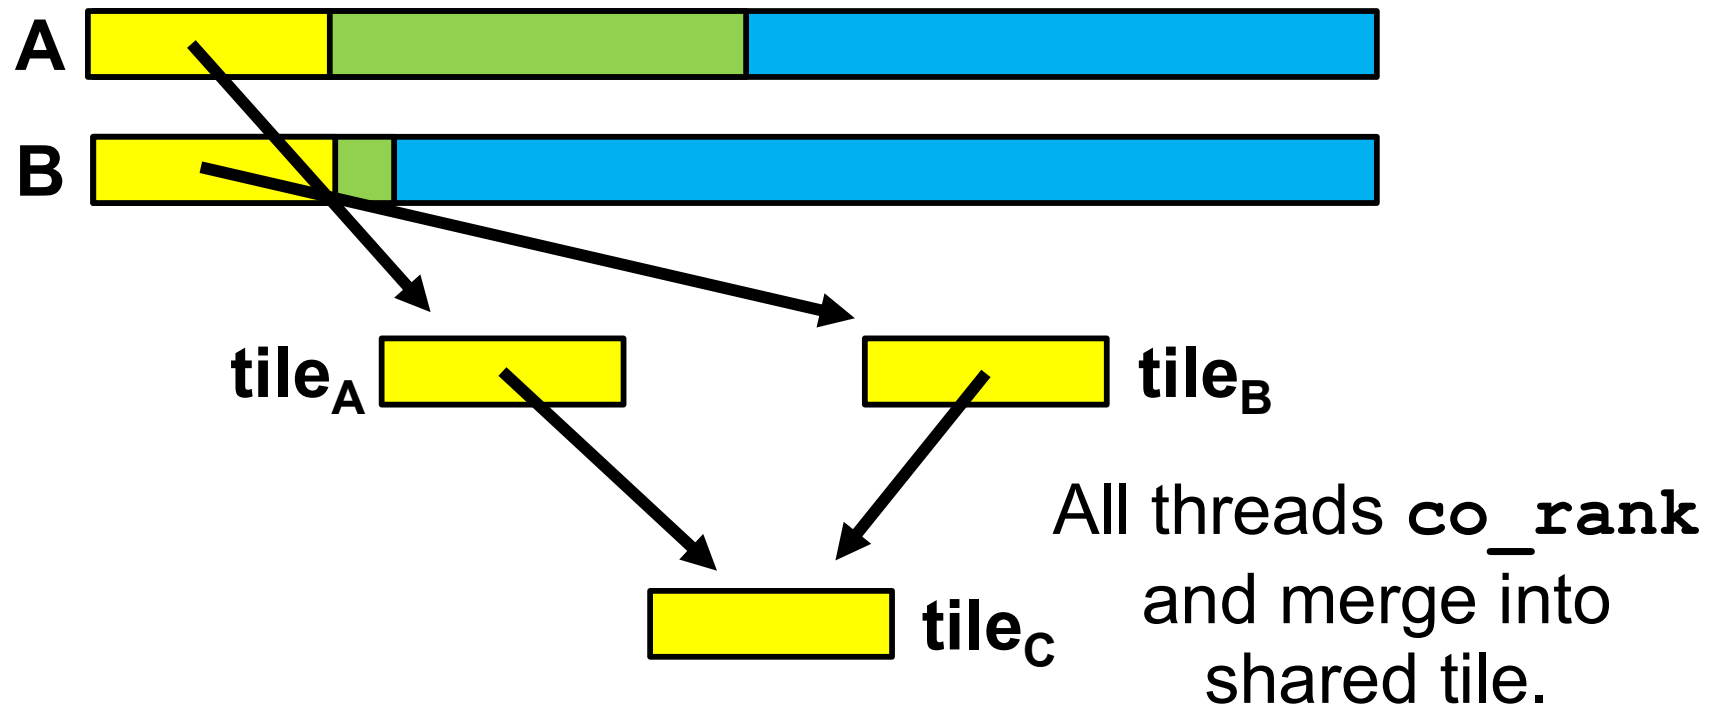 A
B
tileA
tileB
All threads co_rank
and merge into
tileC
shared tile.